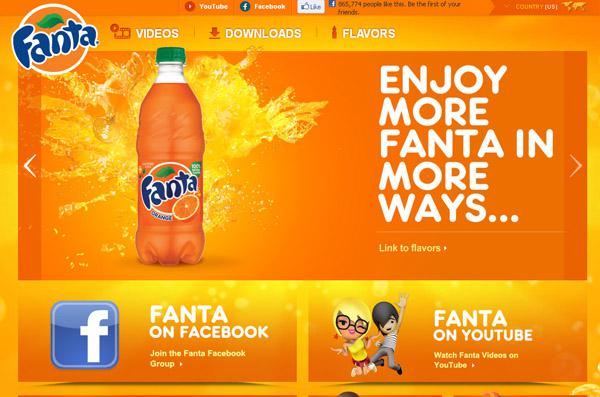 YouTube
Facebook
Like
865,774 people like this. Be the first of your friends.
COUNTRY [US]
Fanta
VIDEOS
DOWNLOADS
FLAVORS
ENJOY
MORE
FANTA IN
MORE
WAYS...
Link to flavors
100%
Fanta
ORANGE
FANTA
ON FACEBOOK
Join the Fanta Facebook
Group
FANTA
ON YOUTUBE
Watch Fanta Videos on
YouTube